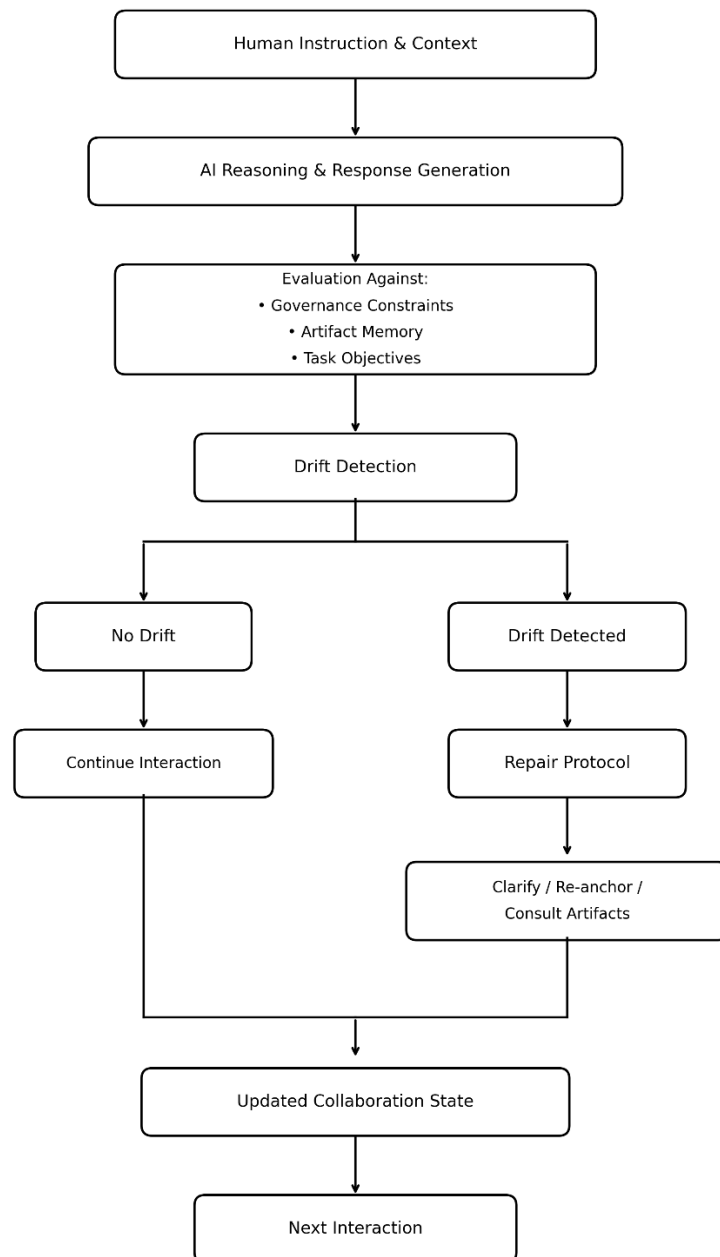 Human Instruction & Context
AI Reasoning & Response Generation
Evaluation Against:
• Governance Constraints
• Artifact Memory
• Task Objectives
Drift Detection
No Drift
Drift Detected
Continue Interaction
Repair Protocol
Clarify / Re-anchor /
Consult Artifacts
Updated Collaboration State
Next Interaction